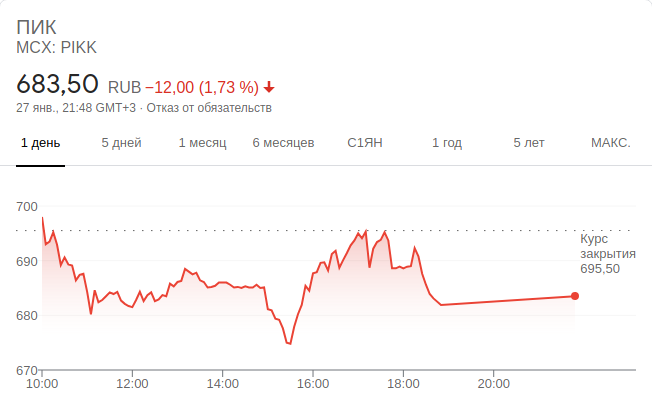 ПИК
MCX: PIKK
683,50 RUB −12,00 (1,73 %)
27 янв., 21:48 GMT+3 · Отказ от обязательств
1 день 5 дней 1 месяц 6 месяцев С1ЯН 1 год 5 лет МАКС.
700
690
680
670
Курс
закрытия
695,50
10:00 12:00 14:00 16:00 18:00 20:00